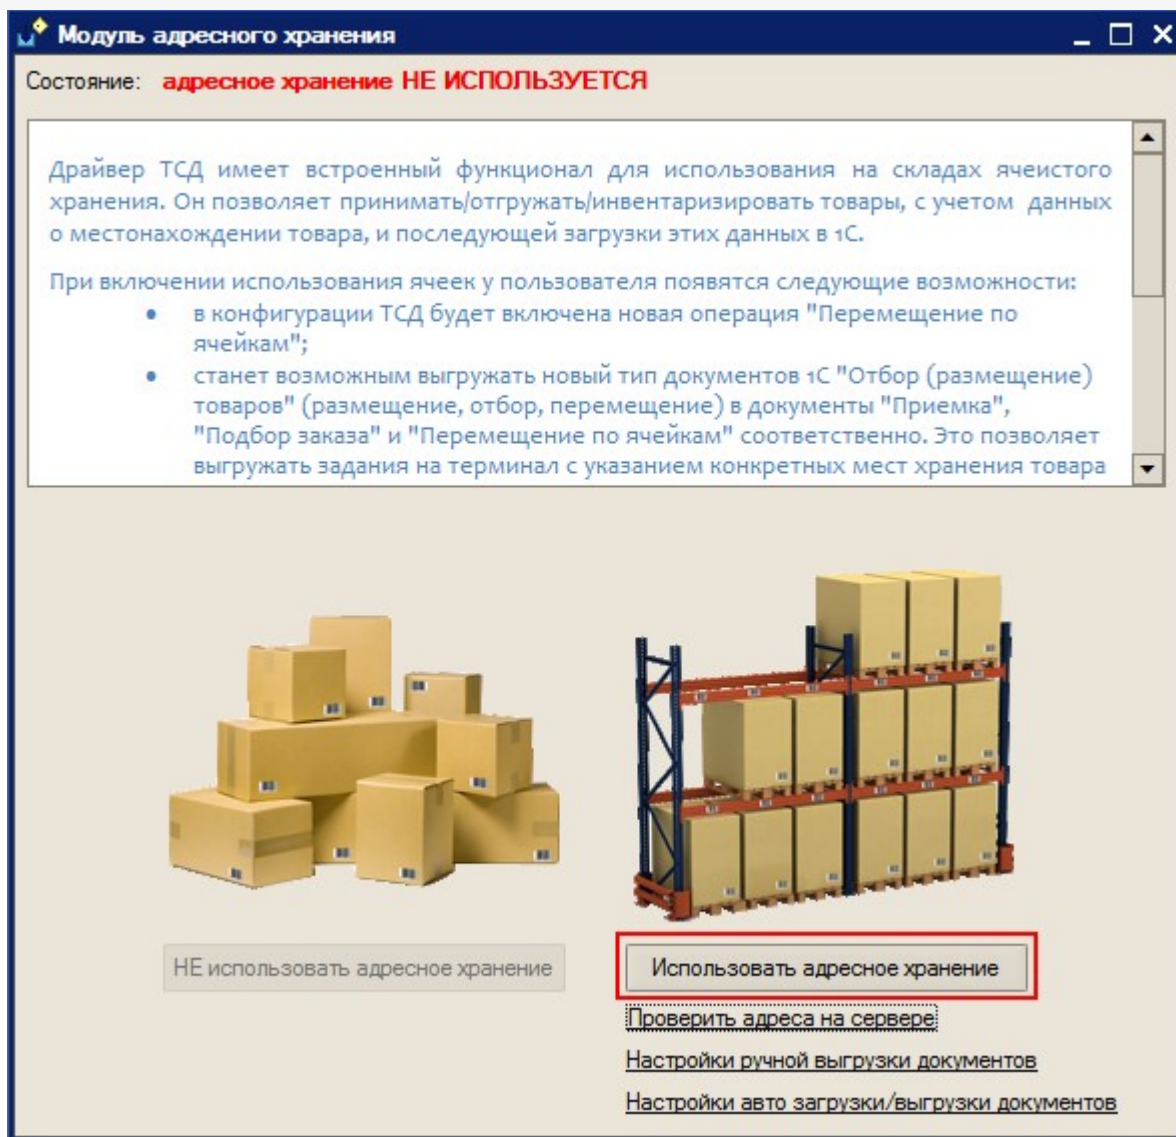 Модуль адресного хранения
Состояние: адресное хранение НЕ ИСПОЛЬЗУЕТСЯ
Драйвер ТСД имеет встроенный функционал для использования на складах ячеистого
хранения. Он позволяет принимать/отгружать/инвентаризировать товары, с учетом данных
о местонахождении товара, и последующей загрузки этих данных в 1С.
При включении использования ячеек у пользователя появятся следующие возможности:
• в конфигурации ТСД будет включена новая операция "Перемещение по
ячейкам";
• станет возможным выгружать новый тип документов 1С "Отбор (размещение)
товаров" (размещение, отбор, перемещение) в документы "Приемка",
"Подбор заказа" и "Перемещение по ячейкам" соответственно. Это позволяет
выгружать задания на терминал с указанием конкретных мест хранения товара
НЕ использовать адресное хранение
Использовать адресное хранение
Проверить адреса на сервере
Настройки ручной выгрузки документов
Настройки авто загрузки/выгрузки документов